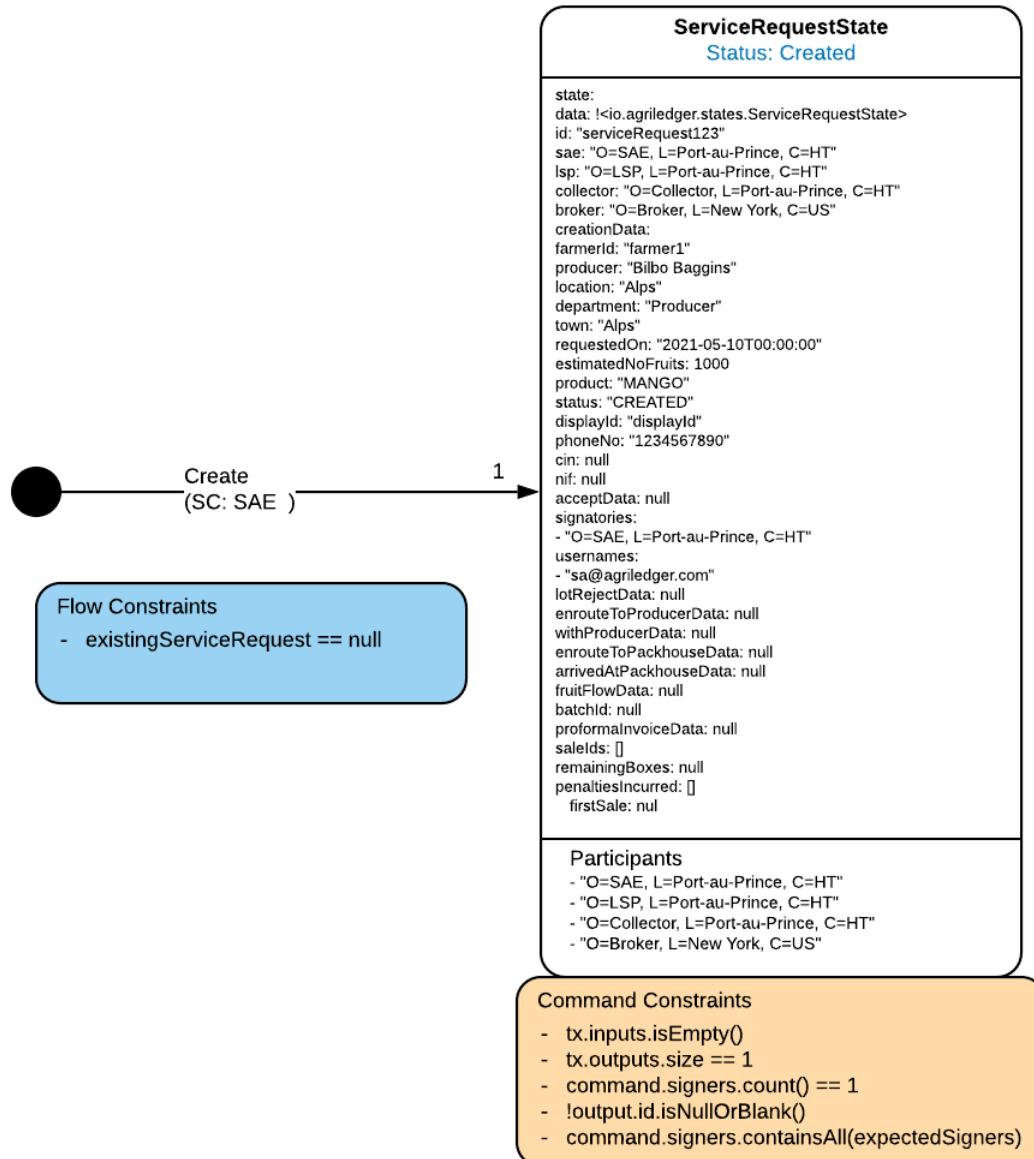 ServiceRequestState
Status: Created
state:
data: !<io.agriledger.states.ServiceRequestState>
id: "serviceRequest123"
sae: "O=SAE, L=Port-au-Prince, C=HT"
lsp: "O=LSP, L=Port-au-Prince, C=HT"
collector: "O=Collector, L=Port-au-Prince, C=HT"
broker: "O=Broker, L=New York, C=US"
creationData:
farmerId: "farmer1"
producer: "Bilbo Baggins"
location: "Alps"
department: "Producer"
town: "Alps"
requestedOn: "2021-05-10T00:00:00"
estimatedNoFruits: 1000
product: "MANGO"
status: "CREATED"
displayId: "displayId"
phoneNo: "1234567890"
cin: null
nif: null
acceptData: null
signatories:
- "O=SAE, L=Port-au-Prince, C=HT"
usernames:
- "sa@agriledger.com"
lotRejectData: null
enrouteToProducerData: null
withProducerData: null
enrouteToPackhouseData: null
arrivedAtPackhouseData: null
fruitFlowData: null
batchId: null
proformaInvoiceData: null
saleIds: []
remainingBoxes: null
penaltiesIncurred: []
firstSale: nul
Create
(SC: SAE )
1
Flow Constraints
- existingServiceRequest == null
Participants
- "O=SAE, L=Port-au-Prince, C=HT"
- "O=LSP, L=Port-au-Prince, C=HT"
- "O=Collector, L=Port-au-Prince, C=HT"
- "O=Broker, L=New York, C=US"
Command Constraints
- tx.inputs.isEmpty()
- tx.outputs.size == 1
- command.signers.count() == 1
- !output.id.isNullOrBlank()
- command.signers.containsAll(expectedSigners)